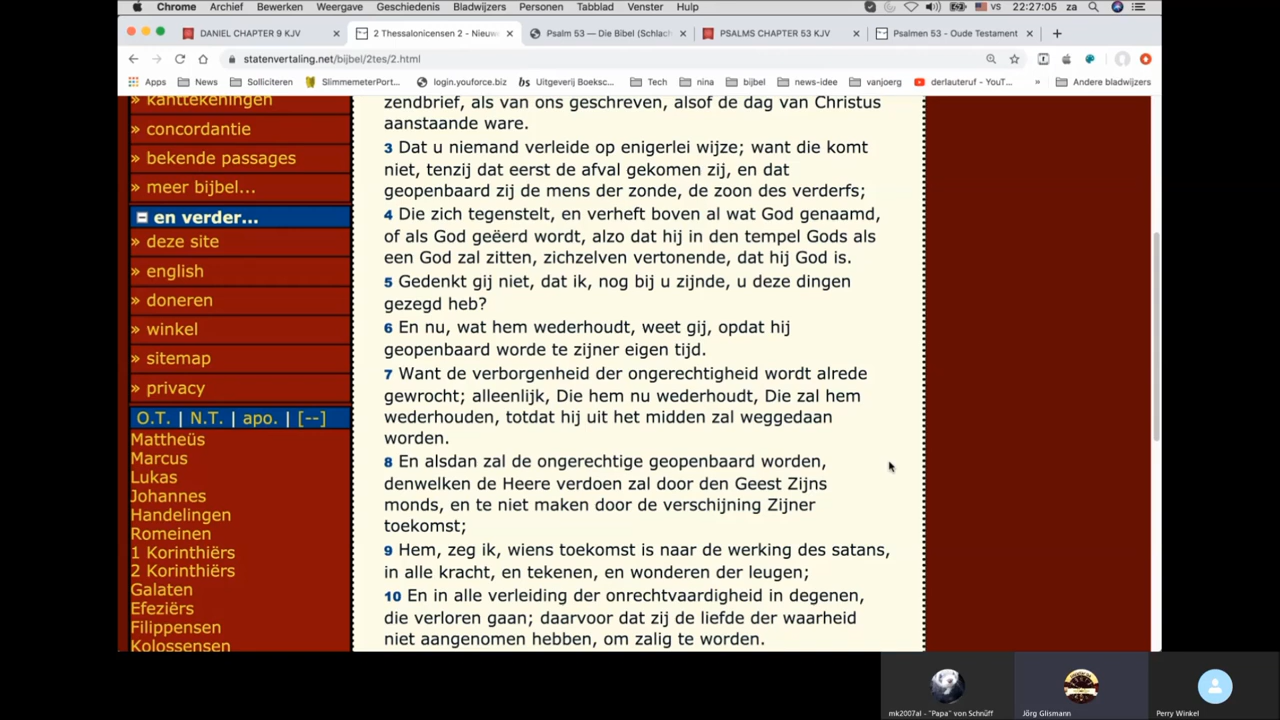 Chrome Archief Bewerken Weergave Geschiedenis Bladwijzers Personen Tabblad Venster Help VS 22:27:05 za
DANIEL CHAPTER 9 KJV 2 Thessalonicensen 2 - Nieuw Psalm 53 — Die Bibel (Schlach PSALMS CHAPTER 53 KJV Psalmen 53 - Oude Testament
statenvertaling.net/bijbel/2tes/2.html
Apps News Solliciteren SlimmemeterPort... login.youforce.biz bs Uitgeverij Boeksc... Tech nina bijbel news-idee vanjoerg derlauteruf - YouT... » Andere bladwijzers
» kanttekeningen
» concordantie
» bekende passages
» meer bijbel...
en verder...
» deze site
» english
» doneren
» winkel
» sitemap
» privacy
O.T. | N.T. | apo. | [--]
Mattheüs
Marcus
Lukas
Johannes
Handelingen
Romeinen
1 Korinthiërs
2 Korinthiërs
Galaten
Efeziërs
Filippensen
Kolossensen
zendbrief, als van ons geschreven, alsof de dag van Christus
aanstaande ware.
3 Dat u niemand verleide op enigerlei wijze; want die komt
niet, tenzij dat eerst de afval gekomen zij, en dat
geopenbaard zij de mens der zonde, de zoon des verderfs;
4 Die zich tegenstelt, en verheft boven al wat God genaamd,
of als God geëerd wordt, alzo dat hij in den tempel Gods als
een God zal zitten, zichzelven vertonende, dat hij God is.
5 Gedenkt gij niet, dat ik, nog bij u zijnde, u deze dingen
gezegd heb?
6 En nu, wat hem wederhoudt, weet gij, opdat hij
geopenbaard worde te zijner eigen tijd.
7 Want de verborgenheid der ongerechtigheid wordt alrede
gewrocht; alleenlijk, Die hem nu wederhoudt, Die zal hem
wederhouden, totdat hij uit het midden zal weggedaan
worden.
8 En alsdan zal de ongerechtige geopenbaard worden,
denwelken de Heere verdoen zal door den Geest Zijns
monds, en te niet maken door de verschijning Zijner
toekomst;
9 Hem, zeg ik, wiens toekomst is naar de werking des satans,
in alle kracht, en tekenen, en wonderen der leugen;
10 En in alle verleiding der onrechtvaardigheid in degenen,
die verloren gaan; daarvoor dat zij de liefde der waarheid
niet aangenomen hebben, om zalig te worden.
mk2007al - "Papa" von Schnüff
Jörg Glismann
Perry Winkel